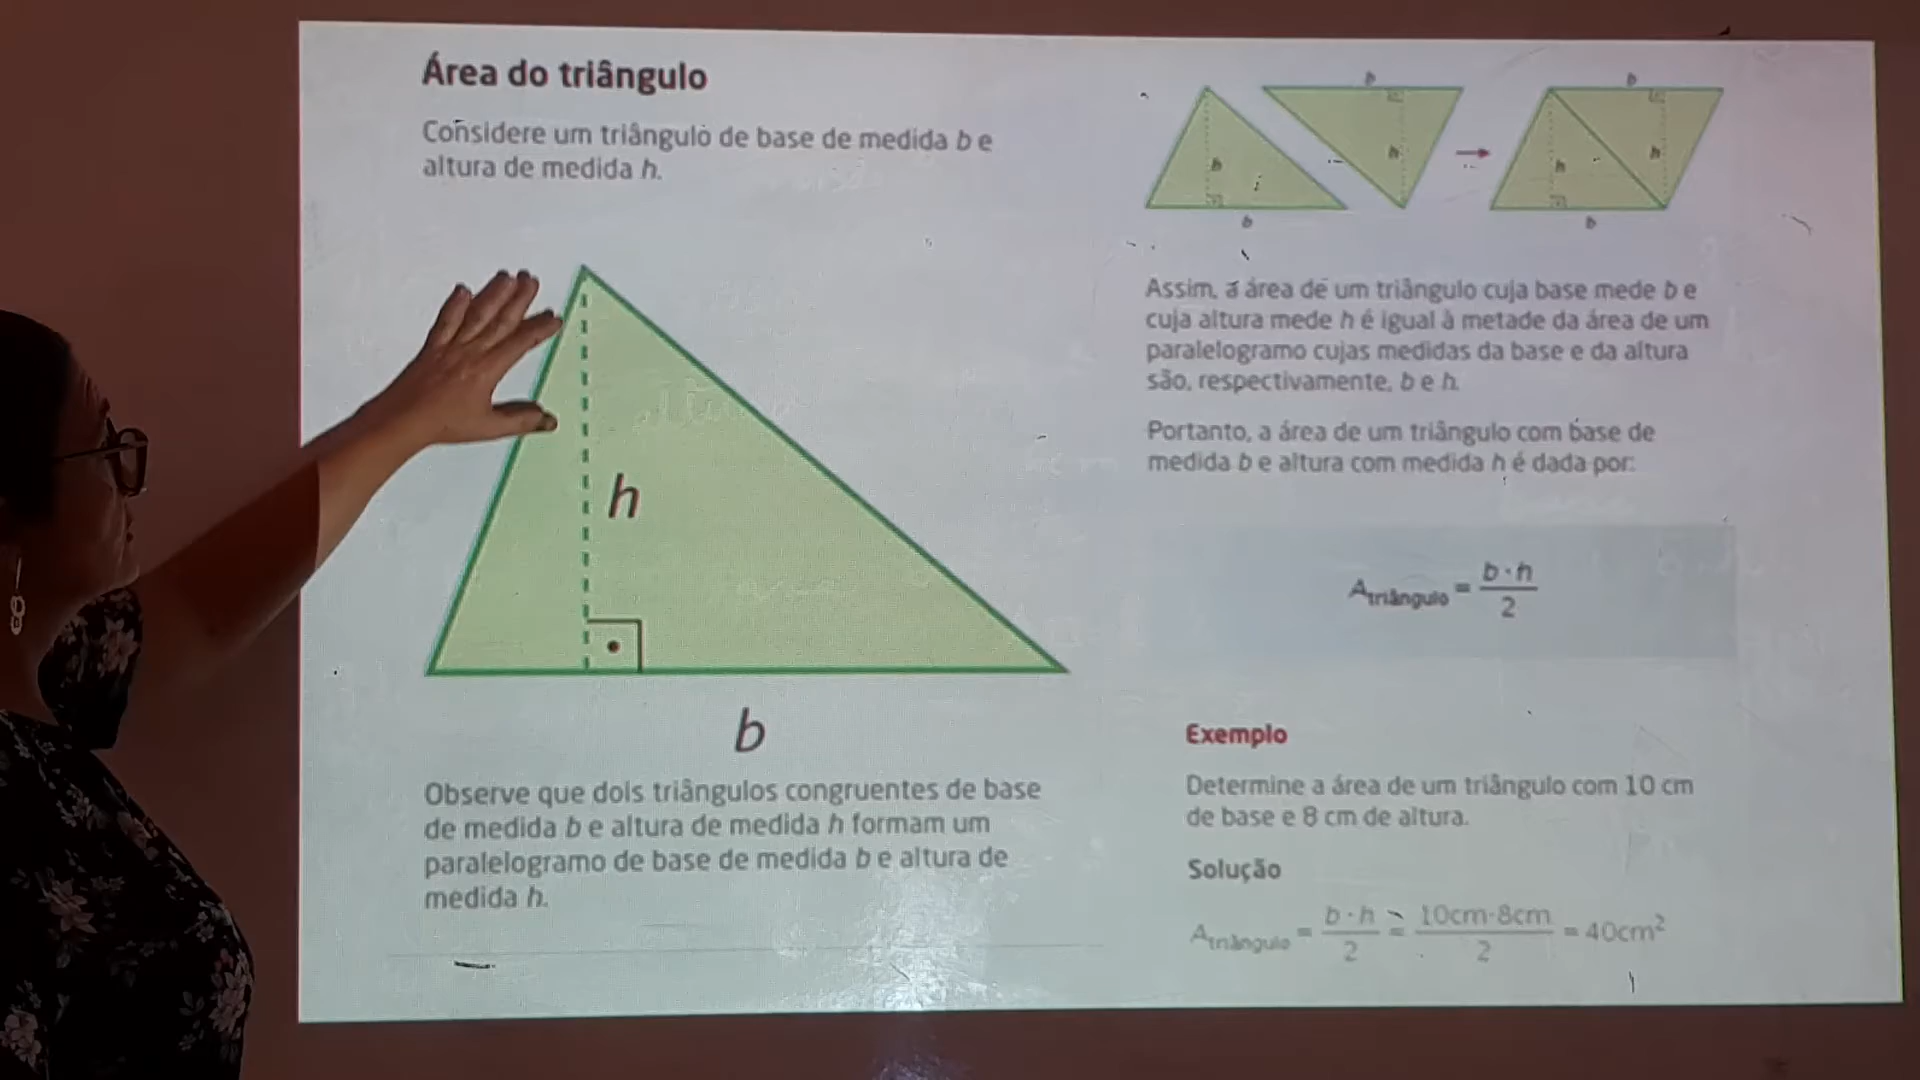 Área do triângulo
Considere um triângulo de base de medida b e
altura de medida h.
h
b
Observe que dois triângulos congruentes de base
de medida b e altura de medida h formam um
paralelogramo de base de medida b e altura de
medida h.
b
b
h
h
h
h
b
b
Assim, a área de um triângulo cuja base mede b e
cuja altura mede h é igual à metade da área de um
paralelogramo cujas medidas da base e da altura
são, respectivamente, b e h.
Portanto, a área de um triângulo com base de
medida b e altura com medida h é dada por:
A triângulo = b · h / 2
Exemplo
Determine a área de um triângulo com 10 cm
de base e 8 cm de altura.
Solução
A triângulo = b · h / 2 = 10cm·8cm / 2 = 40cm²